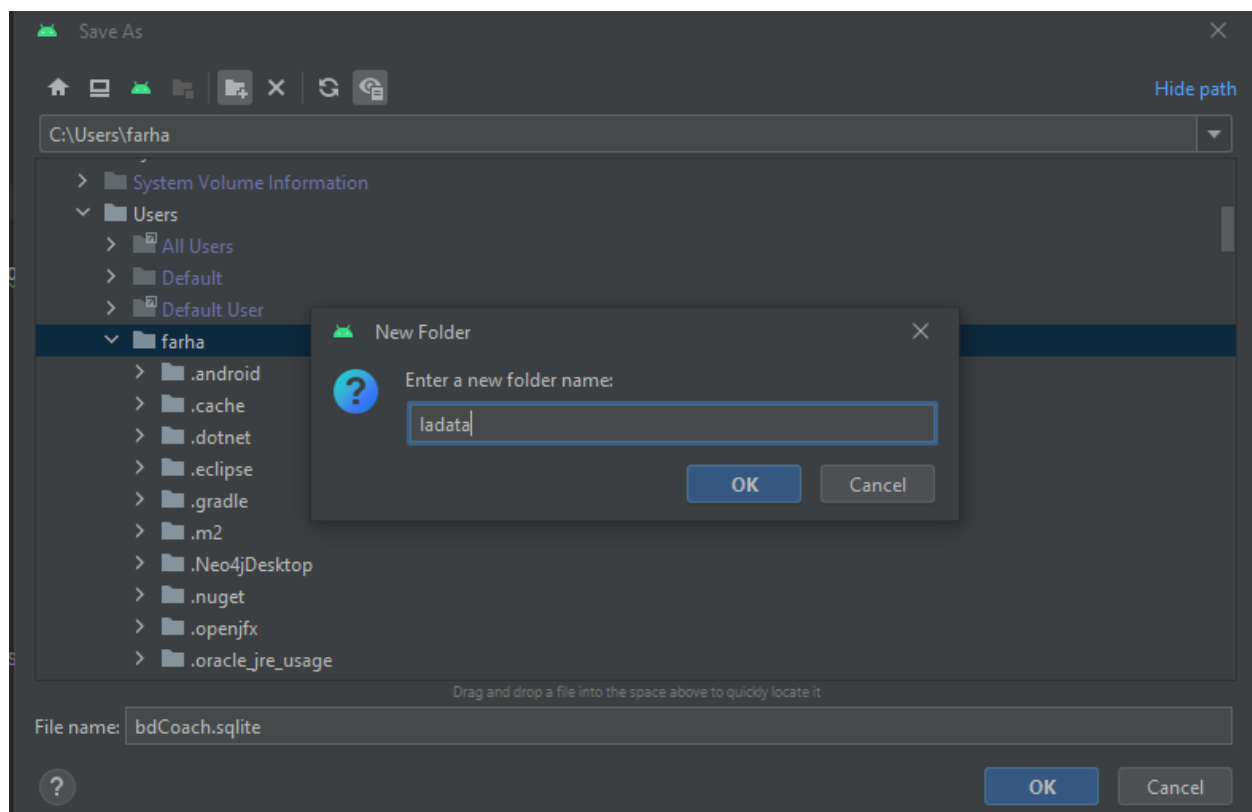 Save As
Hide path
C:\Users\farha
System Volume Information
Users
All Users
Default
Default User
farha
New Folder
.android
Enter a new folder name:
.cache
ladata
.dotnet
.eclipse
OK Cancel
.gradle
.m2
.Neo4jDesktop
.nuget
.openjfx
.oracle_jre_usage
Drag and drop a file into the space above to quickly locate it
File name: bdCoach.sqlite
? OK Cancel